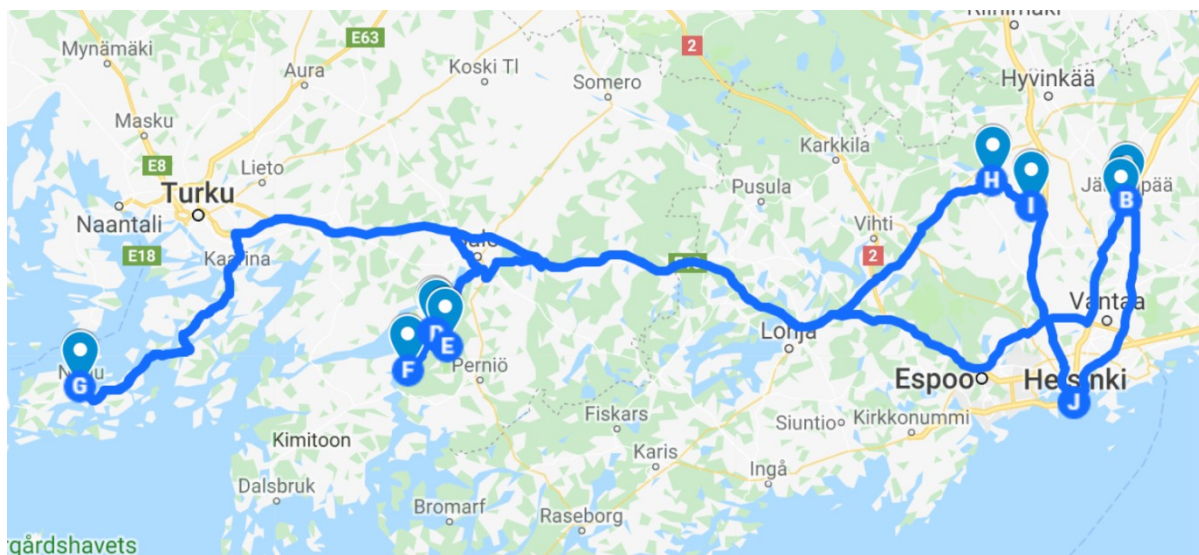 Mynämäki
E63
Aura
Koski Tl
Somero
2
Hyvinkää
Masku
E8
Lieto
Karkkila
Turku
Pusula
H
I
B
Naantali
Vihti
E18
2
G
F
E
Perniö
Lohja
Vantaa
Espoo
Helsinki
J
Kimitoon
Fiskars
Siuntio
Kirkkonummi
Karis
Ingå
Dalsbruk
Bromarf
Raseborg
rgårdshavets